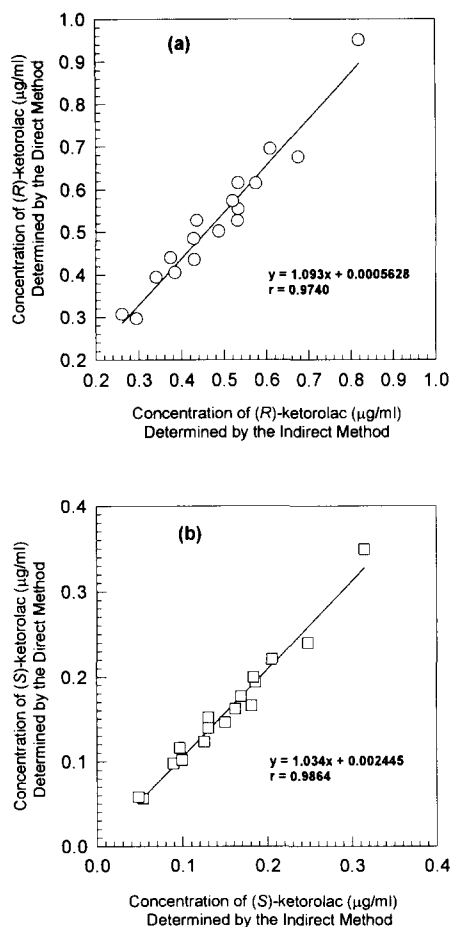 (a)
Concentration of (R)-ketorolac (µg/ml)
Determined by the Direct Method
1.0
0.9
0.8
0.7
0.6
0.5
0.4
0.3
0.2
y = 1.093x + 0.0005628
r = 0.9740
0.2 0.3 0.4 0.5 0.6 0.7 0.8 0.9 1.0
Concentration of (R)-ketorolac (µg/ml)
Determined by the Indirect Method
(b)
Concentration of (S)-ketorolac (µg/ml)
Determined by the Direct Method
0.4
0.3
0.2
0.1
0.0
y = 1.034x + 0.002445
r = 0.9864
0.0 0.1 0.2 0.3 0.4
Concentration of (S)-ketorolac (µg/ml)
Determined by the Indirect Method